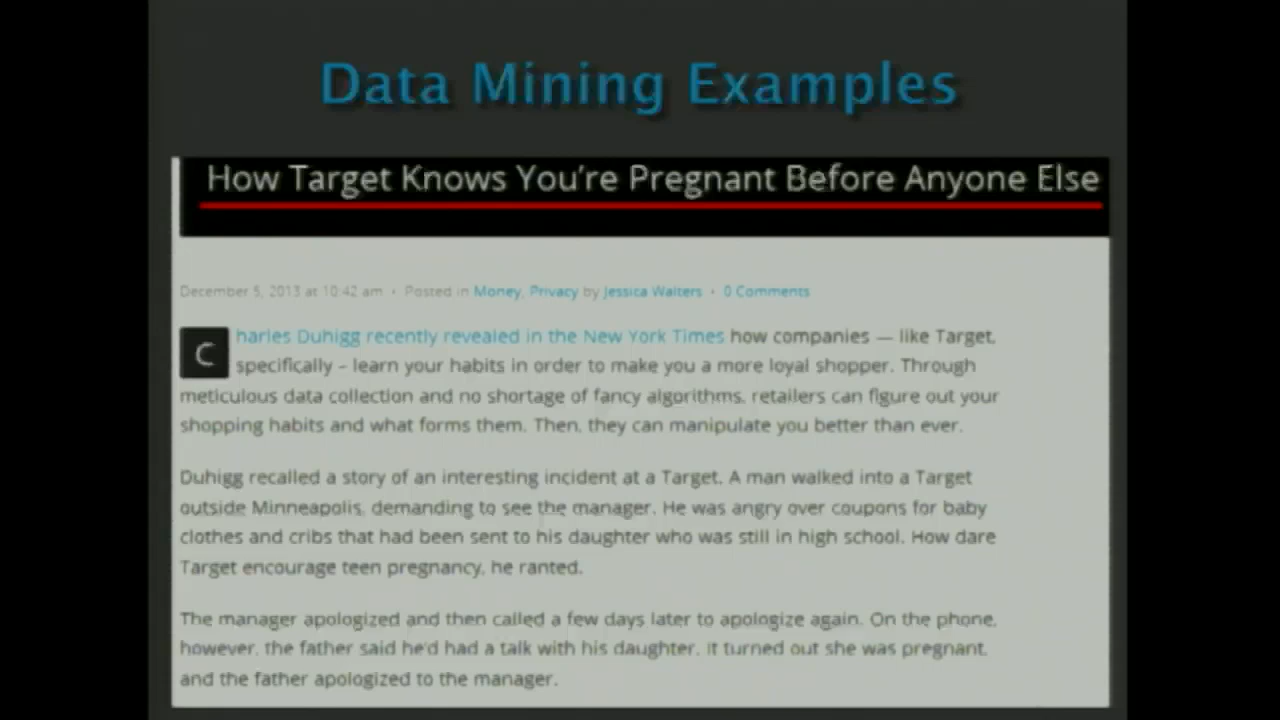 Data Mining Examples
How Target Knows You're Pregnant Before Anyone Else
December 5, 2013 at 10:42 am • Posted in Money, Privacy by Jessica Walters • 0 Comments
Charles Duhigg recently revealed in the New York Times how companies — like Target,
specifically – learn your habits in order to make you a more loyal shopper. Through
meticulous data collection and no shortage of fancy algorithms, retailers can figure out your
shopping habits and what forms them. Then, they can manipulate you better than ever.
Duhigg recalled a story of an interesting incident at a Target. A man walked into a Target
outside Minneapolis, demanding to see the manager. He was angry over coupons for baby
clothes and cribs that had been sent to his daughter who was still in high school. How dare
Target encourage teen pregnancy, he ranted.
The manager apologized and then called a few days later to apologize again. On the phone,
however, the father said he'd had a talk with his daughter. It turned out she was pregnant,
and the father apologized to the manager.